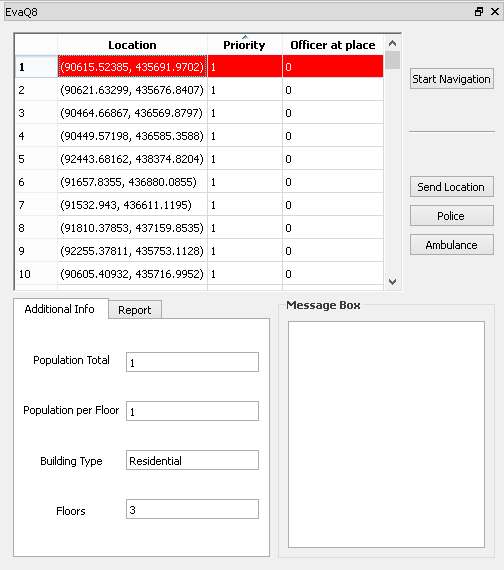 EvaQ8
Location Priority Officer at place
1 (90615.52385, 435691.9702) 1 0
2 (90621.63299, 435676.8407) 1 0
3 (90464.66867, 436569.8797) 1 0
4 (90449.57198, 436585.3588) 1 0
5 (92443.68162, 438374.8204) 1 0
6 (91657.8355, 436880.0855) 1 0
7 (91532.943, 436611.1195) 1 0
8 (91810.37853, 437159.8535) 1 0
9 (92255.37811, 435753.1128) 1 0
10 (90605.40932, 435716.9952) 1 0
Start Navigation
Send Location
Police
Ambulance
Additional Info Report
Population Total 1
Population per Floor 1
Building Type Residential
Floors 3
Message Box